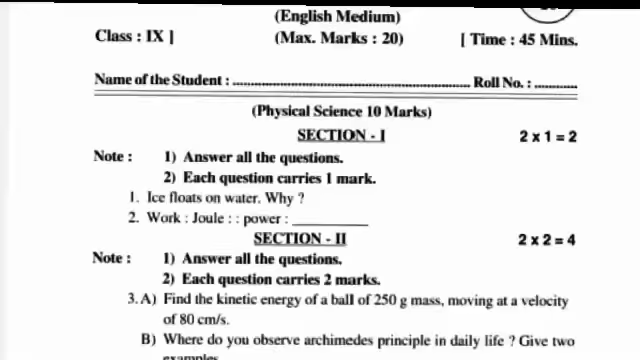 (English Medium)
Class : IX ] (Max. Marks : 20) [ Time : 45 Mins.
Name of the Student : ........................................................ Roll No. : ............
(Physical Science 10 Marks)
SECTION - I 2 x 1 = 2
Note : 1) Answer all the questions.
2) Each question carries 1 mark.
1. Ice floats on water. Why ?
2. Work : Joule : : power : __________
SECTION - II 2 x 2 = 4
Note : 1) Answer all the questions.
2) Each question carries 2 marks.
3. A) Find the kinetic energy of a ball of 250 g mass, moving at a velocity
of 80 cm/s.
B) Where do you observe archimedes principle in daily life ? Give two
examples